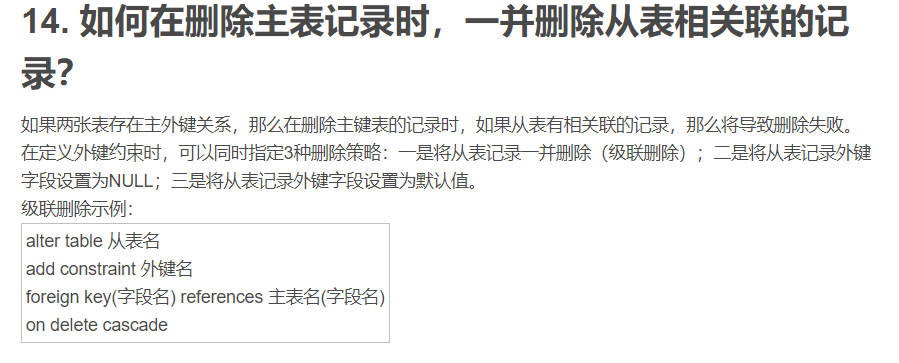 14. 如何在删除主表记录时，一并删除从表相关联的记
录？
如果两张表存在主外键关系，那么在删除主键表的记录时，如果从表有相关联的记录，那么将导致删除失败。
在定义外键约束时，可以同时指定3种删除策略：一是将从表记录一并删除（级联删除）；二是将从表记录外键
字段设置为NULL；三是将从表记录外键字段设置为默认值。
级联删除示例：
alter table 从表名
add constraint 外键名
foreign key(字段名) references 主表名(字段名)
on delete cascade